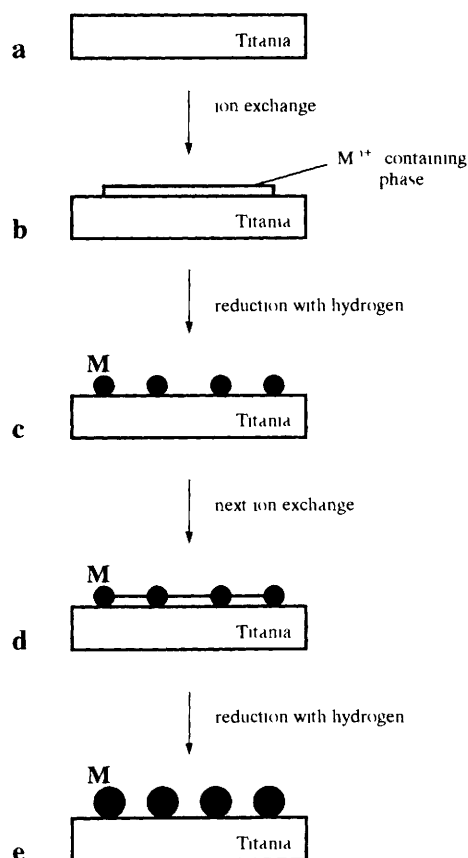 a
Titania
ion exchange
M containing
phase
b
Titania
reduction with hydrogen
M
c
Titania
next ion exchange
M
d
Titania
reduction with hydrogen
M
e
Titania